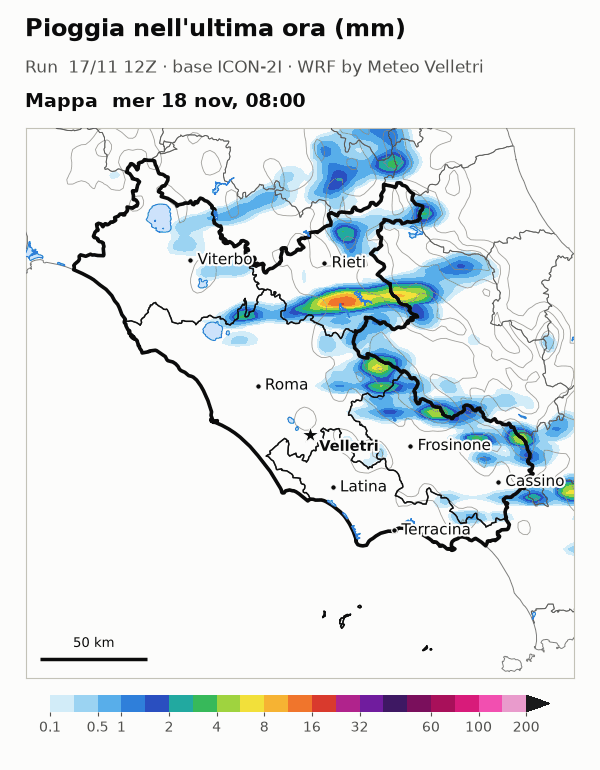 Pioggia nell'ultima ora (mm)
Run  17/11 12Z · base ICON-2I · WRF by Meteo Velletri
Mappa  mer 18 nov, 08:00
Viterbo
Rieti
Roma
Velletri
Frosinone
Cassino
Latina
Terracina
50 km
0.1 0.5 1 2 4 8 16 32 60 100 200